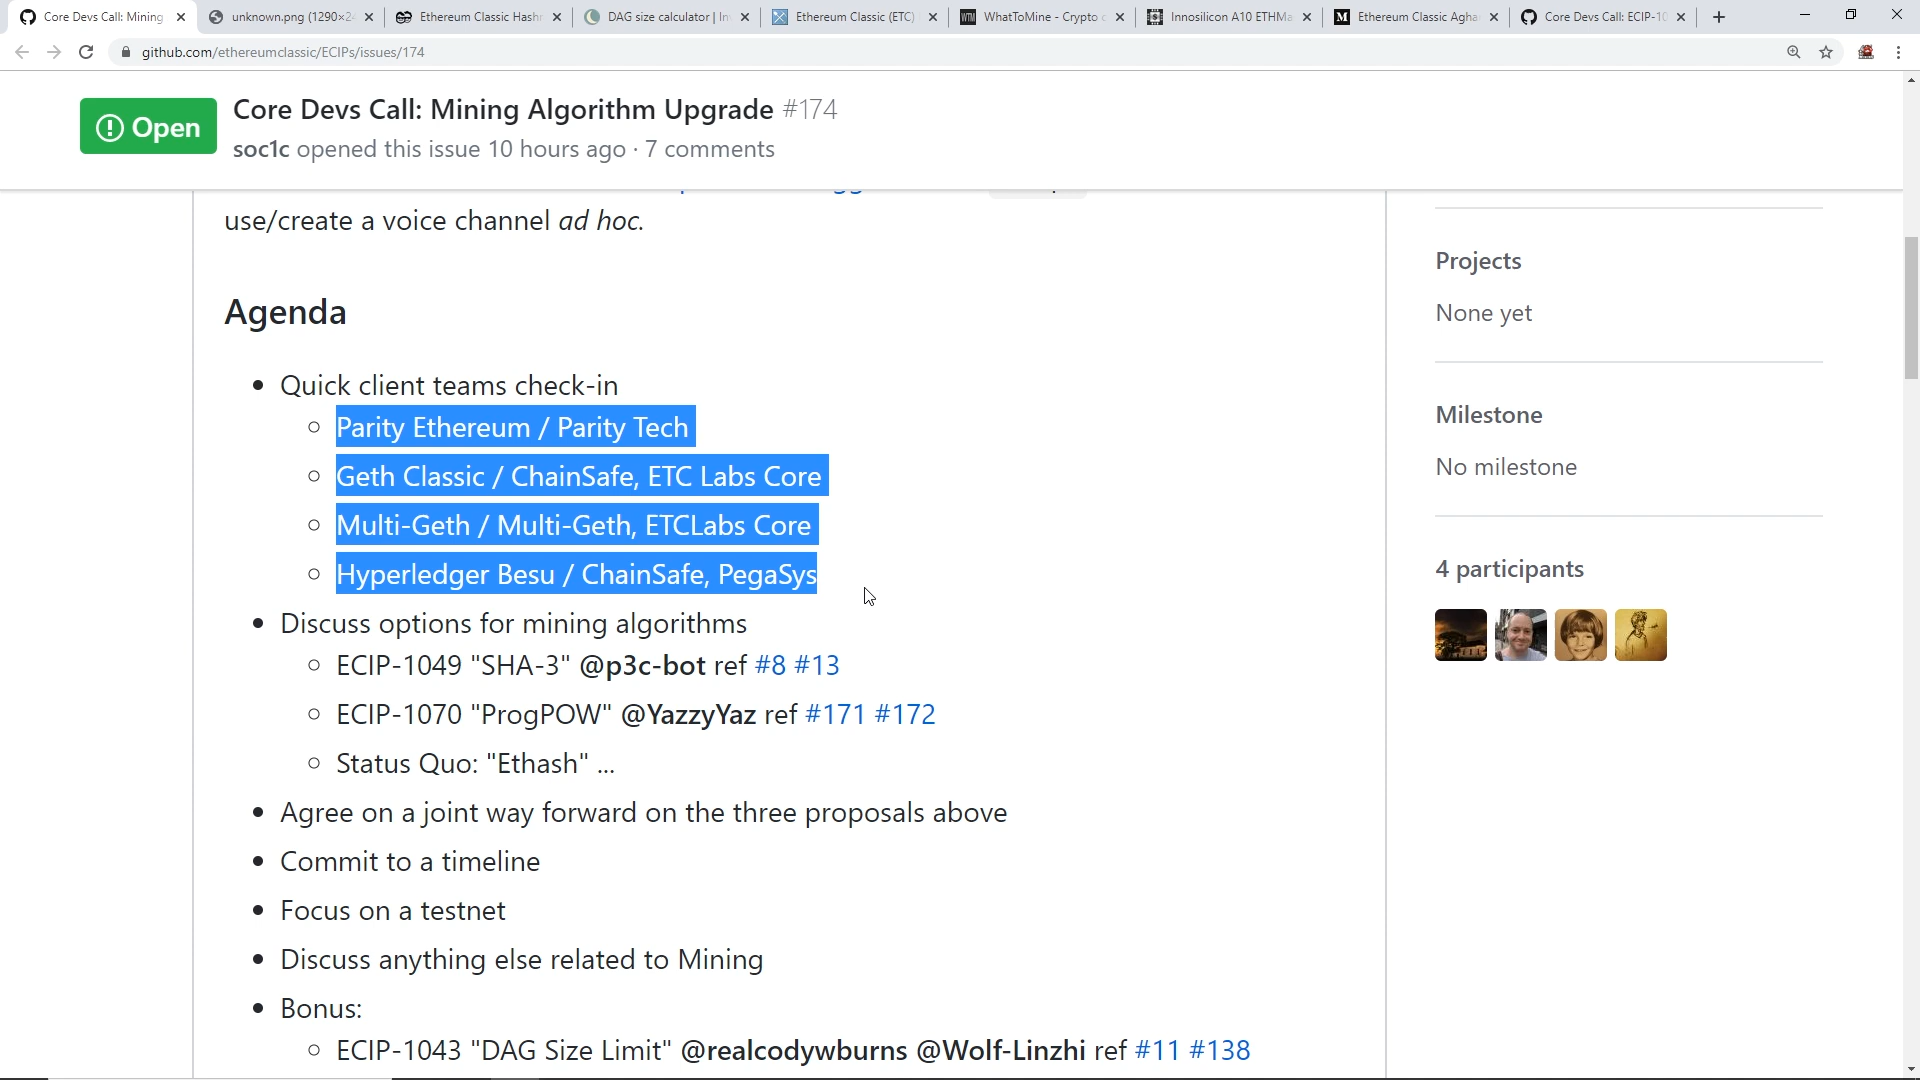 Core Devs Call: Mining
unknown.png (1290×2
Ethereum Classic Hashr
DAG size calculator | In
Ethereum Classic (ETC)
WhatToMine - Crypto c
Innosilicon A10 ETHMa
Ethereum Classic Agha
Core Devs Call: ECIP-10
github.com/ethereumclassic/ECIPs/issues/174
Open
Core Devs Call: Mining Algorithm Upgrade #174
soc1c opened this issue 10 hours ago · 7 comments
use/create a voice channel ad hoc.
Agenda
Quick client teams check-in
Parity Ethereum / Parity Tech
Geth Classic / ChainSafe, ETC Labs Core
Multi-Geth / Multi-Geth, ETCLabs Core
Hyperledger Besu / ChainSafe, PegaSys
Discuss options for mining algorithms
ECIP-1049 "SHA-3" @p3c-bot ref #8 #13
ECIP-1070 "ProgPOW" @YazzyYaz ref #171 #172
Status Quo: "Ethash" ...
Agree on a joint way forward on the three proposals above
Commit to a timeline
Focus on a testnet
Discuss anything else related to Mining
Bonus:
ECIP-1043 "DAG Size Limit" @realcodywburns @Wolf-Linzhi ref #11 #138
Projects
None yet
Milestone
No milestone
4 participants